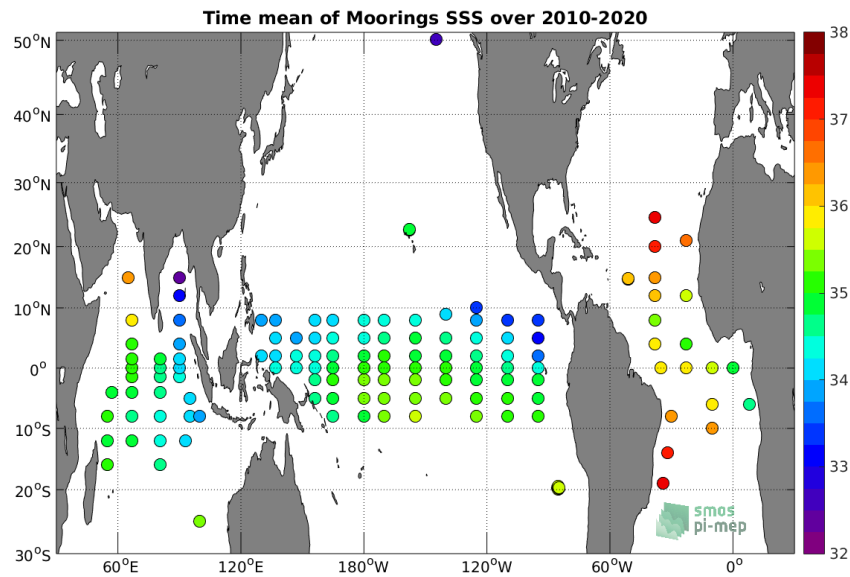 Time mean of Moorings SSS over 2010-2020
50°N
40°N
30°N
20°N
10°N
0°
10°S
20°S
30°S
60°E
120°E
180°W
120°W
60°W
0°
38
37
36
35
34
33
32
smos
pi-mep